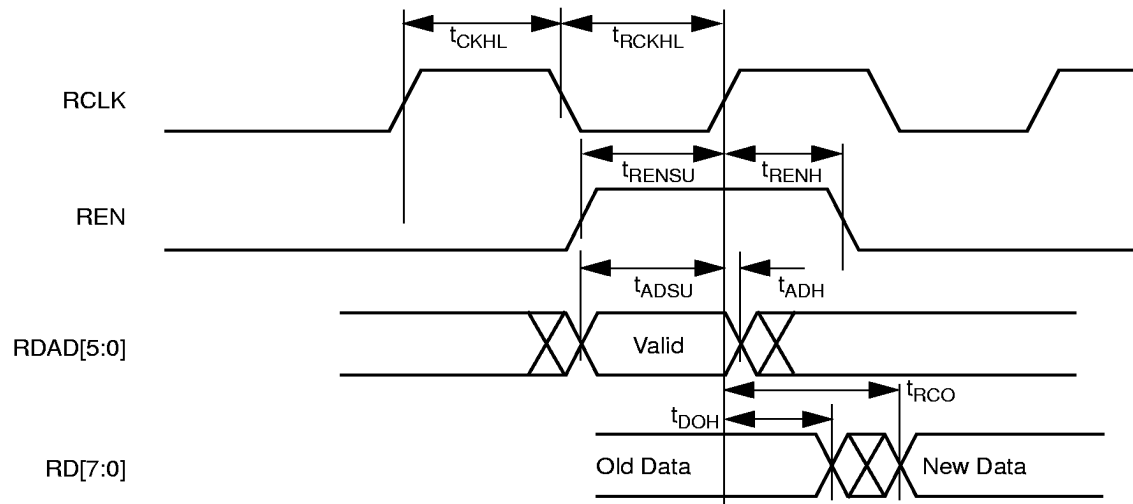 tCKHL tRCKHL
RCLK
tRENSU tRENH
REN
tADSU tADH
RDAD[5:0] Valid
tRCO
tDOH
RD[7:0] Old Data New Data